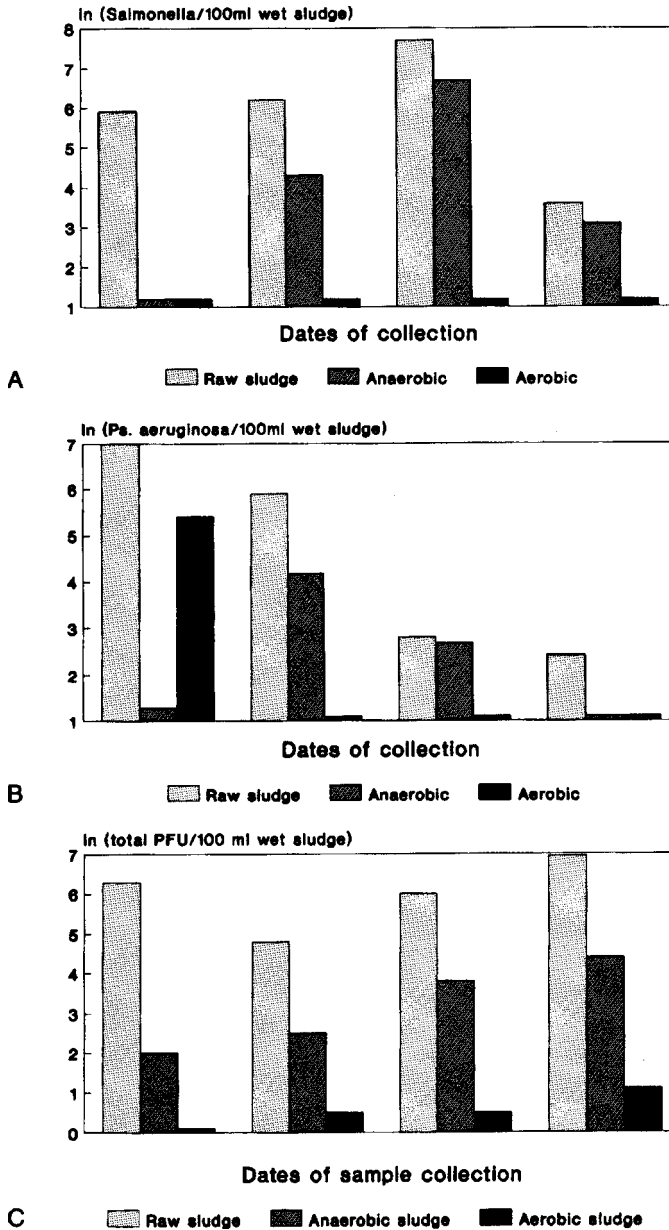 ln (Salmonella/100ml wet sludge)
8
7
6
5
4
3
2
1
Dates of collection
A
Raw sludge Anaerobic Aerobic
ln (Ps. aeruginosa/100ml wet sludge)
7
6
5
4
3
2
1
Dates of collection
B
Raw sludge Anaerobic Aerobic
ln (total PFU/100 ml wet sludge)
7
6
5
4
3
2
1
0
Dates of sample collection
C
Raw sludge Anaerobic sludge Aerobic sludge